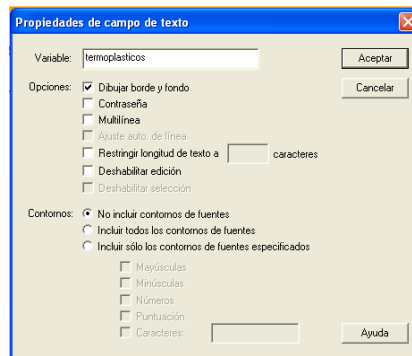 Propiedades de campo de texto
Variable: termoplasticos Aceptar
Opciones: Dibujar borde y fondo Cancelar
Contraseña
Multilínea
Ajuste auto. de línea
Restringir longitud de texto a caracteres
Deshabilitar edición
Deshabilitar selección
Contornos: No incluir contornos de fuentes
Incluir todos los contornos de fuentes
Incluir sólo los contornos de fuentes especificados
Mayúsculas
Minúsculas
Números
Puntuación
Caracteres: Ayuda